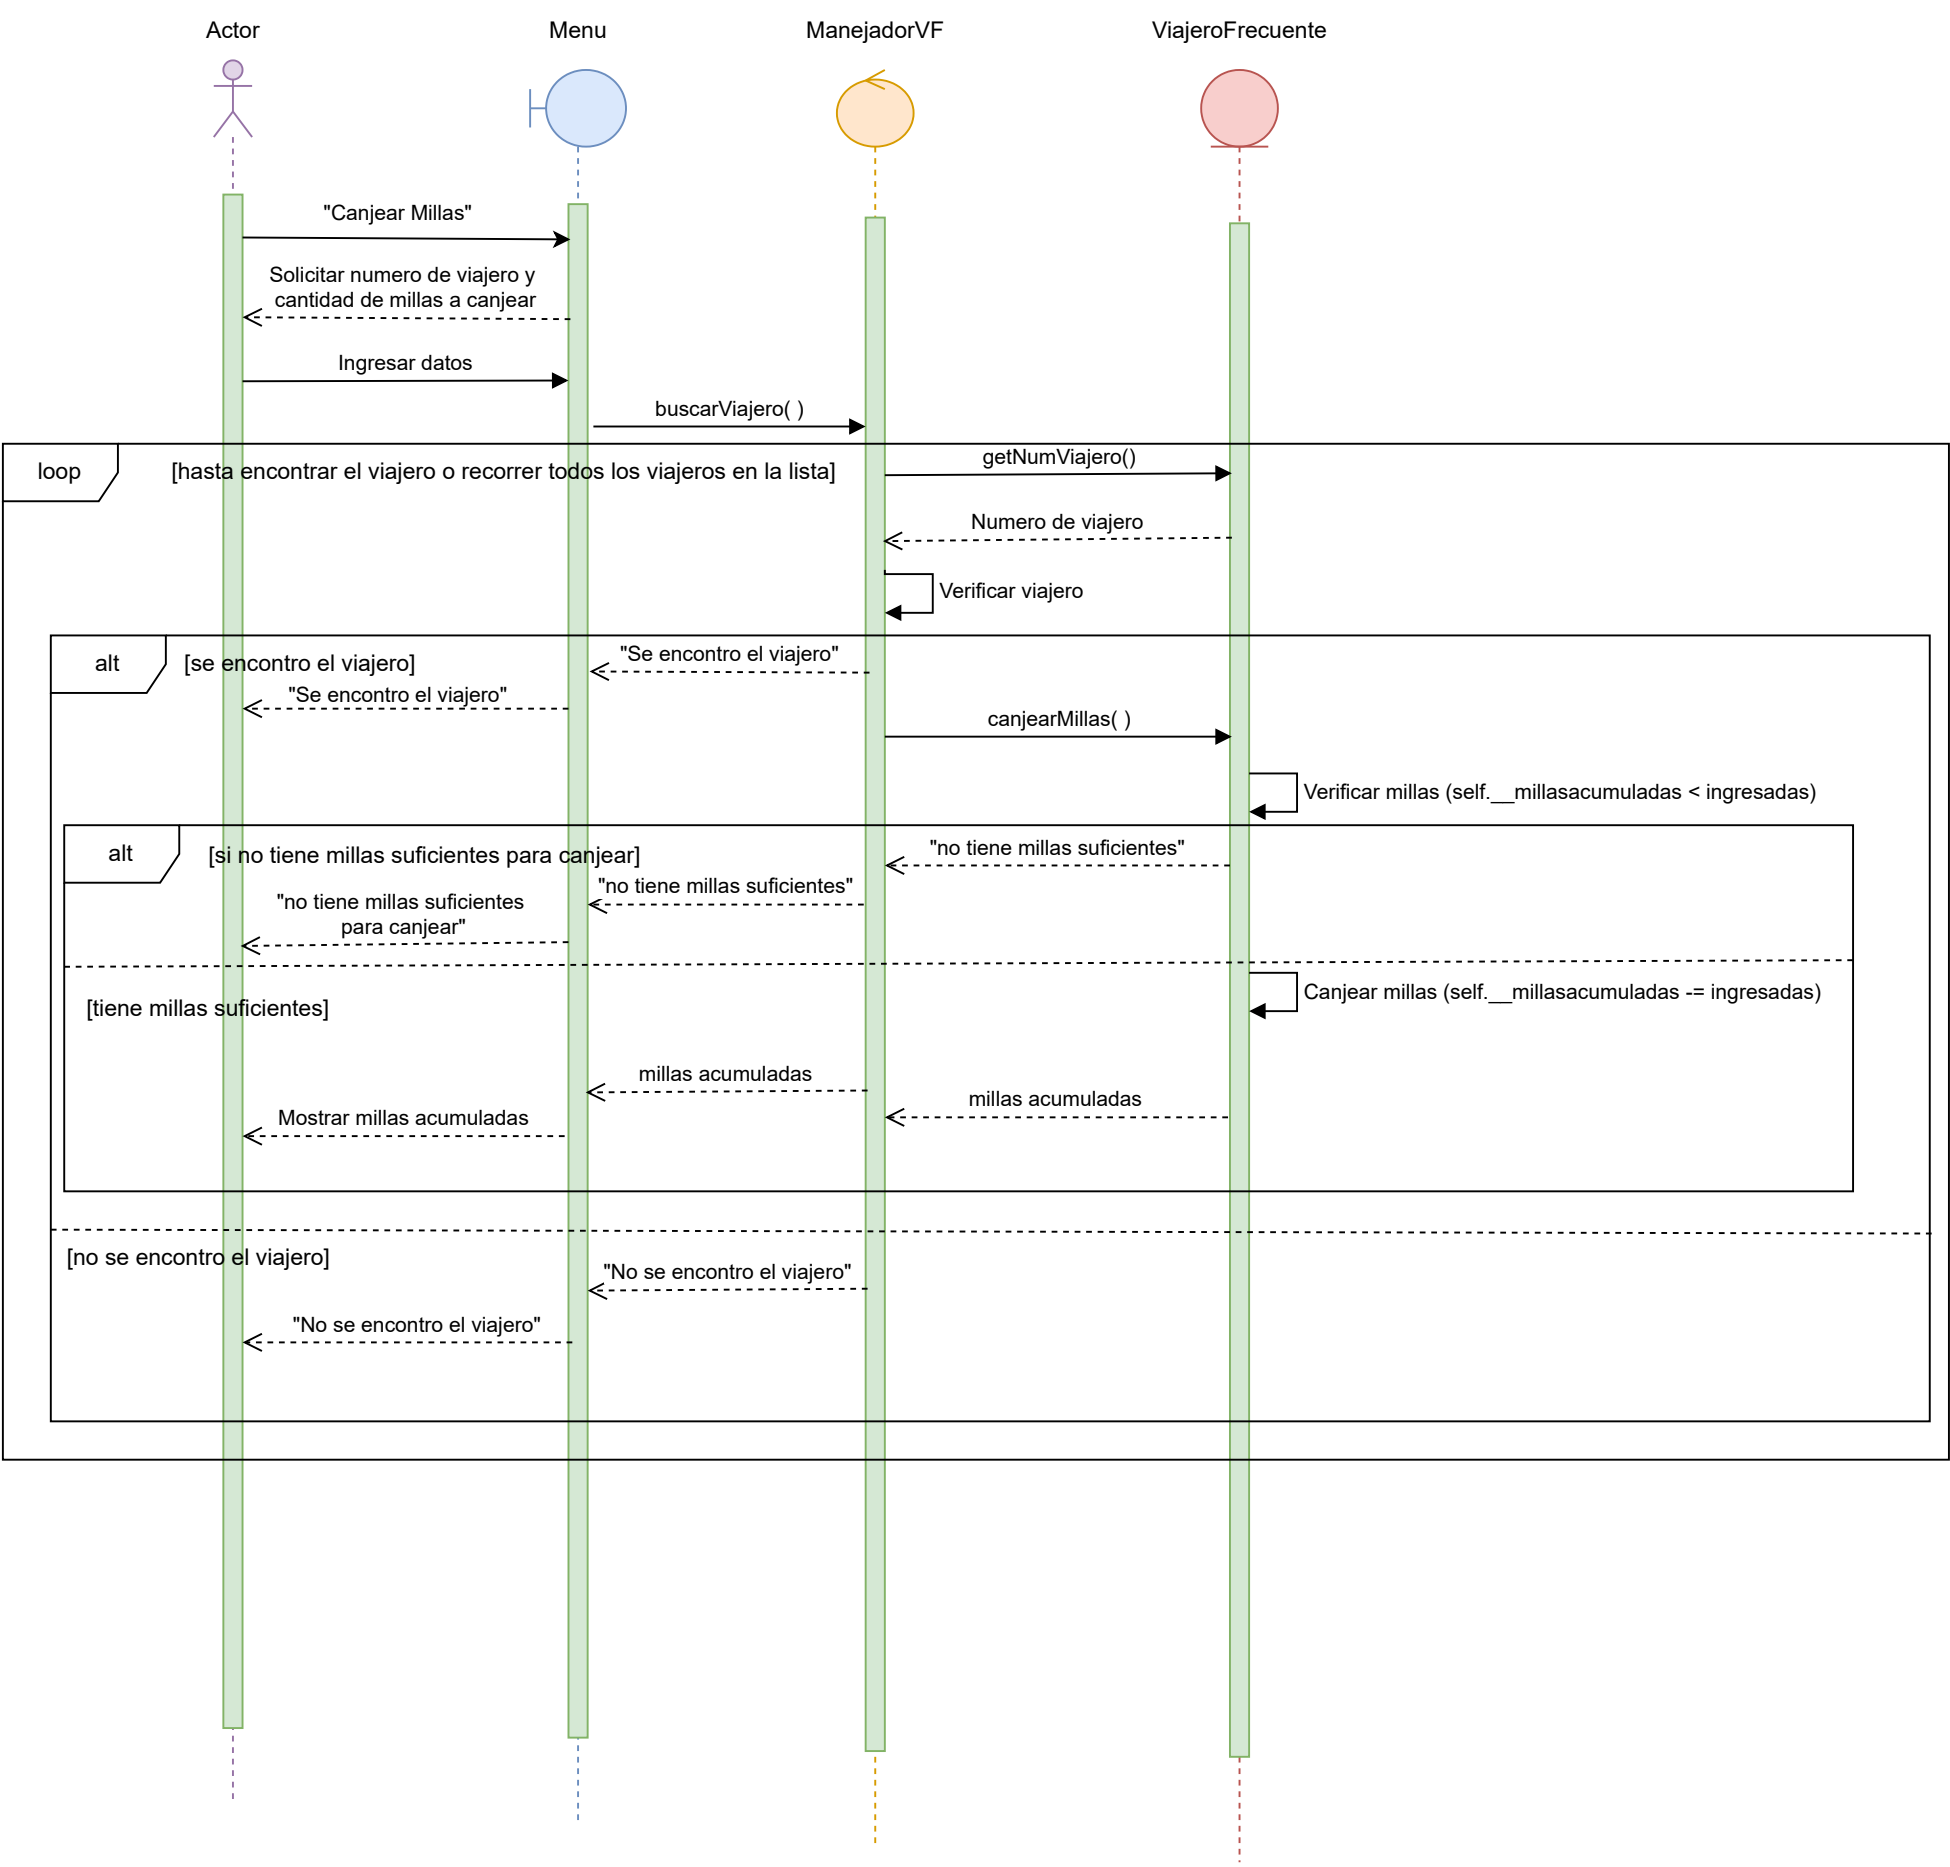 Actor
Menu
ManejadorVF
ViajeroFrecuente
"Canjear Millas"
Solicitar numero de viajero y
cantidad de millas a canjear
Ingresar datos
buscarViajero( )
loop
[hasta encontrar el viajero o recorrer todos los viajeros en la lista]
getNumViajero()
Numero de viajero
Verificar viajero
alt
[se encontro el viajero]
"Se encontro el viajero"
"Se encontro el viajero"
canjearMillas( )
Verificar millas (self.__millasacumuladas < ingresadas)
alt
[si no tiene millas suficientes para canjear]
"no tiene millas suficientes"
"no tiene millas suficientes"
"no tiene millas suficientes
para canjear"
[tiene millas suficientes]
Canjear millas (self.__millasacumuladas -= ingresadas)
millas acumuladas
millas acumuladas
Mostrar millas acumuladas
[no se encontro el viajero]
"No se encontro el viajero"
"No se encontro el viajero"